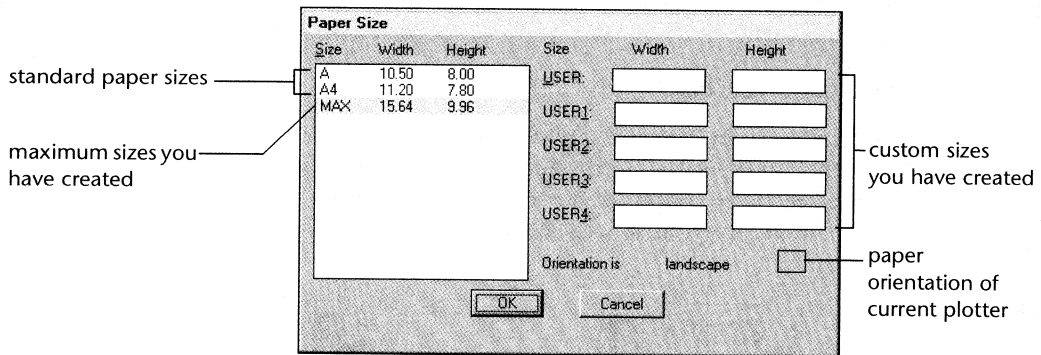 Paper Size
Size Width Height Size Width Height
A 10.50 8.00
A4 11.20 7.80
MAX 15.64 9.96
USER:
USER1:
USER2:
USER3:
USER4:
Orientation is landscape
OK Cancel
standard paper sizes
maximum sizes you
have created
custom sizes
you have created
paper
orientation of
current plotter